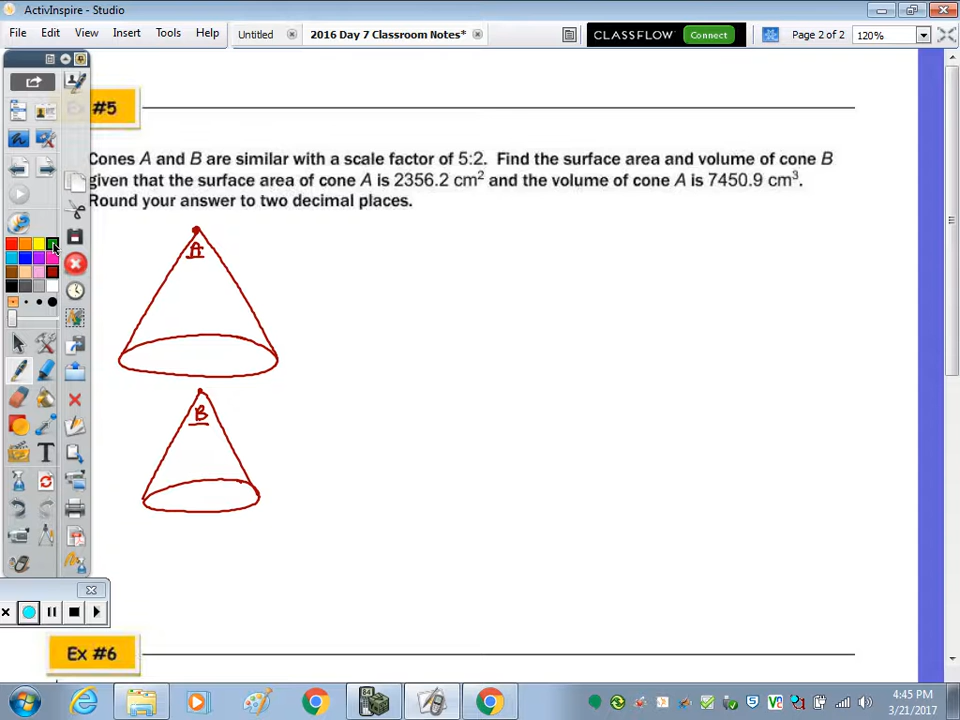 ActivInspire - Studio
File Edit View Insert Tools Help
Untitled
2016 Day 7 Classroom Notes*
CLASSFLOW Connect
Page 2 of 2
120%
#5
Cones A and B are similar with a scale factor of 5:2. Find the surface area and volume of cone B
given that the surface area of cone A is 2356.2 cm² and the volume of cone A is 7450.9 cm³.
Round your answer to two decimal places.
A
B
Ex #6
4:45 PM
3/21/2017